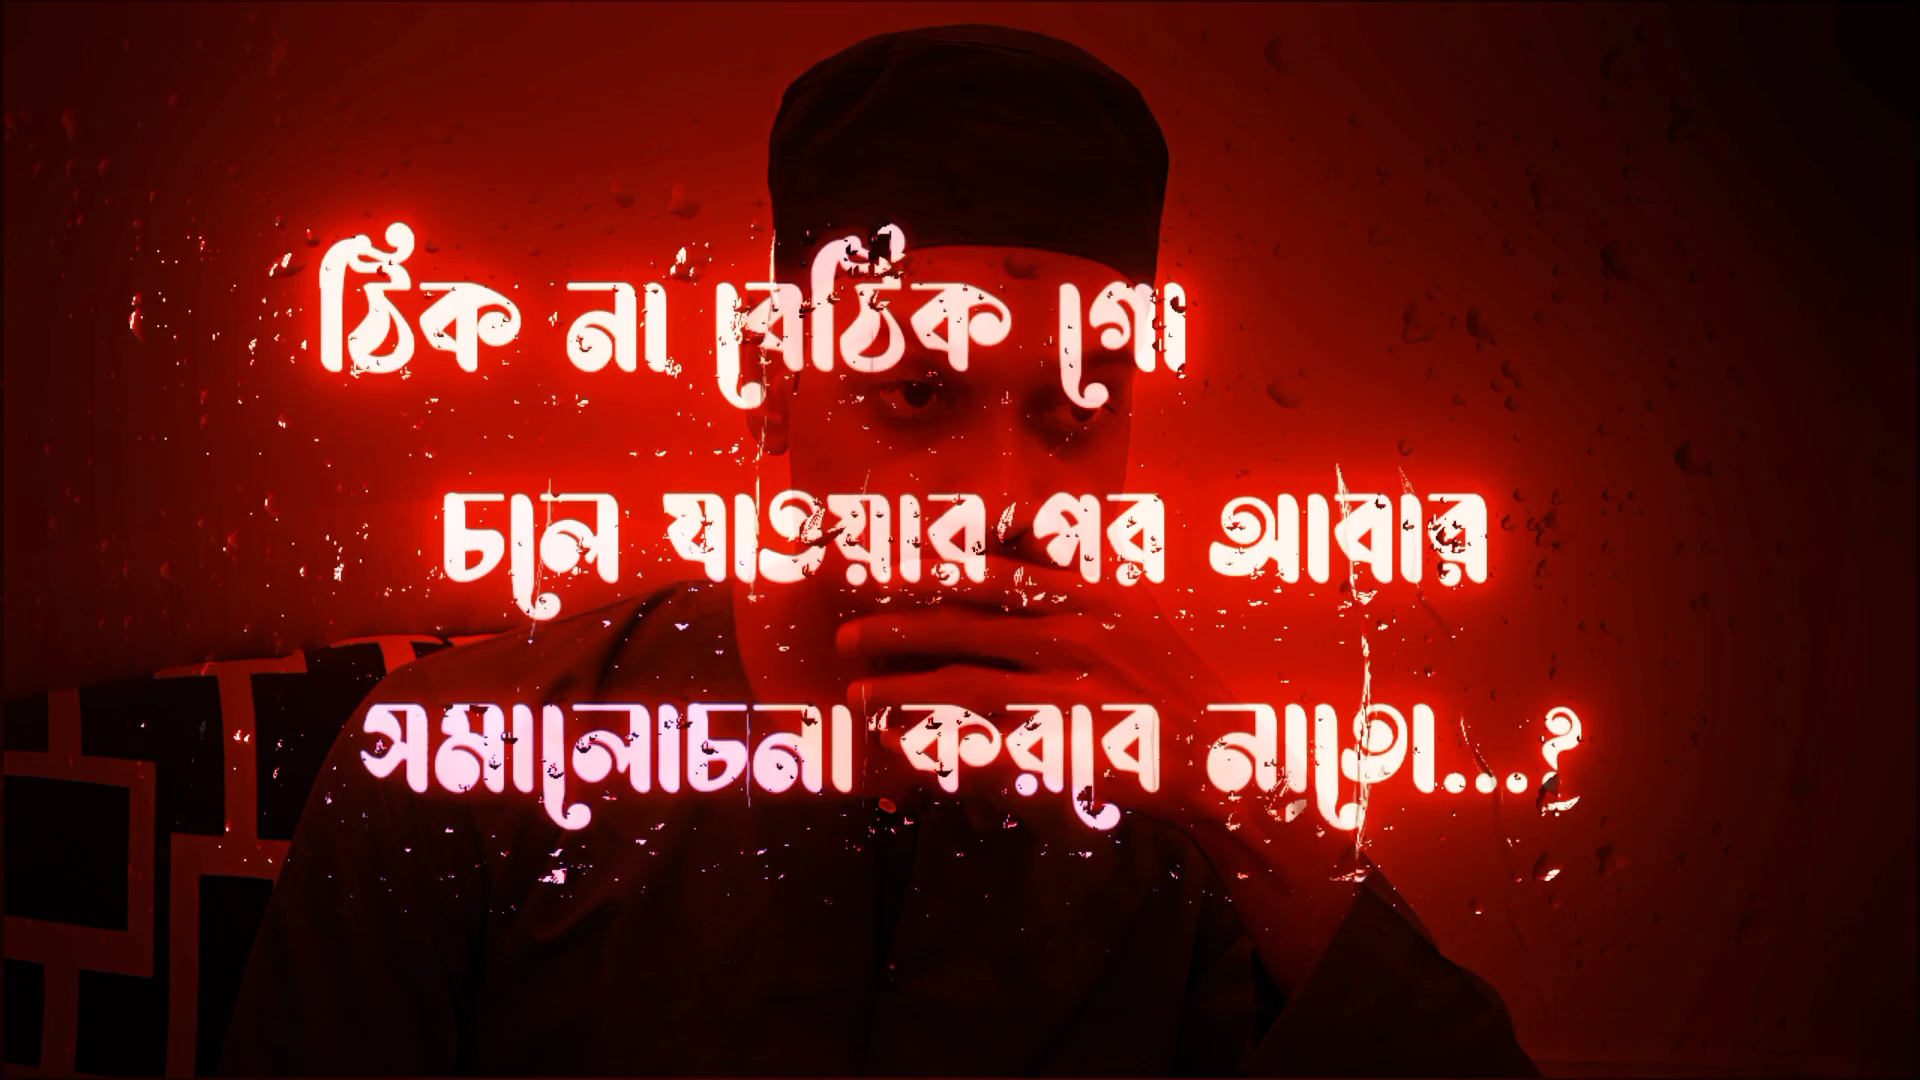 ঠিক না বেঠিক গো
চলে যাওয়ার পর আবার
সমালোচনা করবে নাতো...?